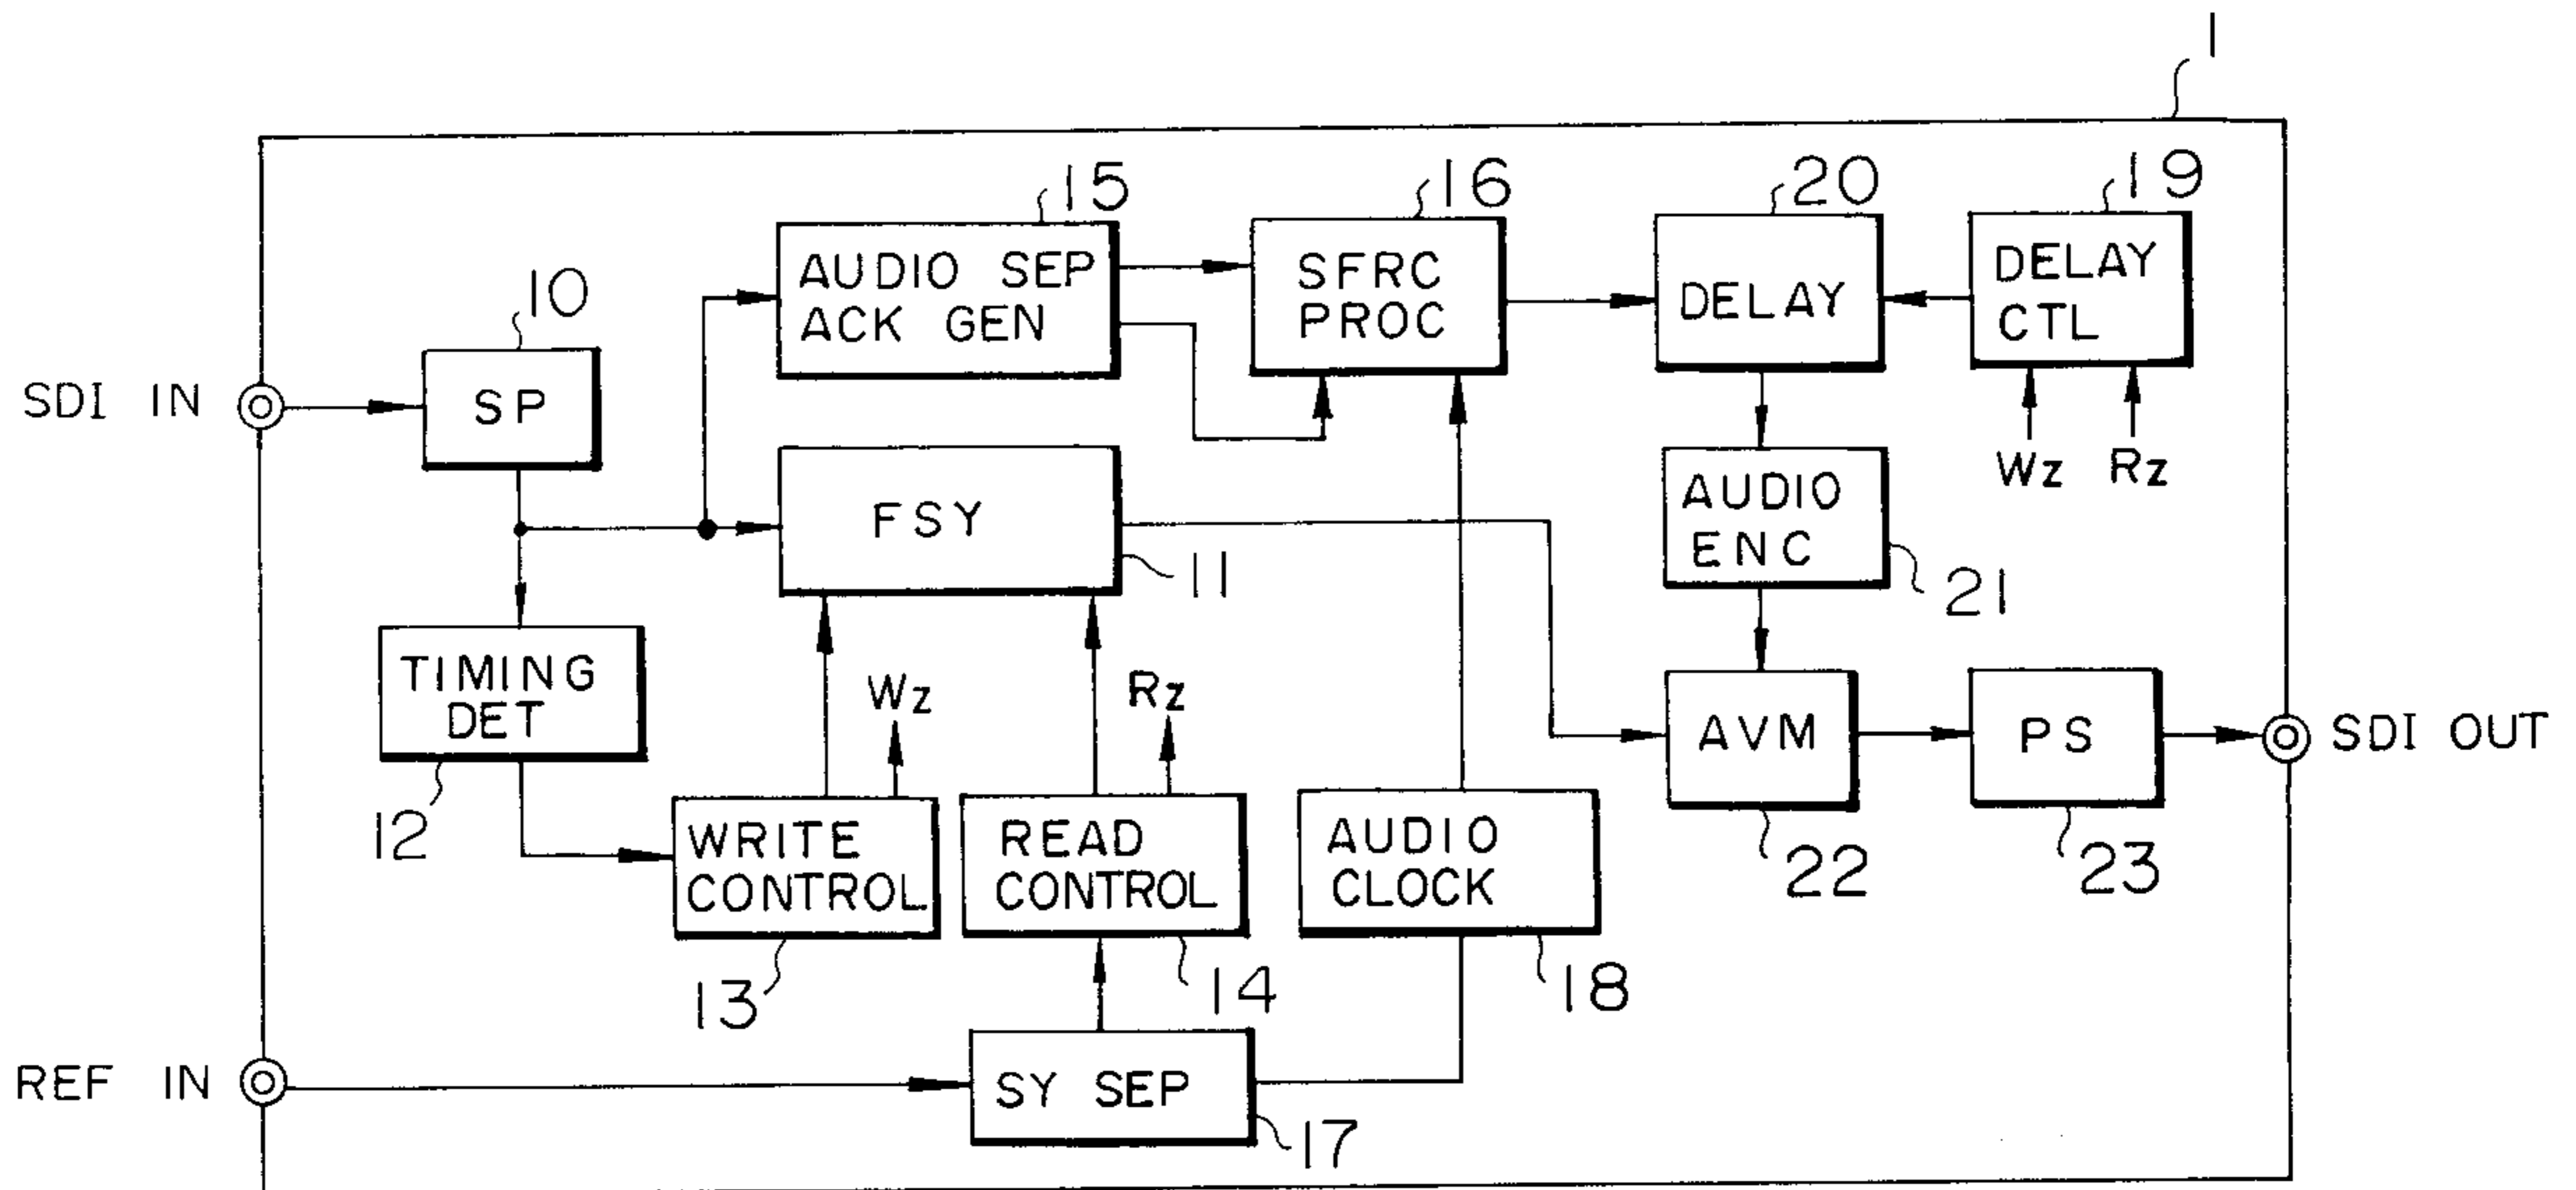 1
15
16
20
19
AUDIO SEP
ACK GEN
SFRC
PROC
DELAY
DELAY
CTL
10
SDI IN
SP
Wz
Rz
FSY
11
AUDIO
ENC
21
TIMING
DET
12
Wz
Rz
AVM
22
PS
23
SDI OUT
WRITE
CONTROL
13
READ
CONTROL
14
AUDIO
CLOCK
18
REF IN
SY SEP
17